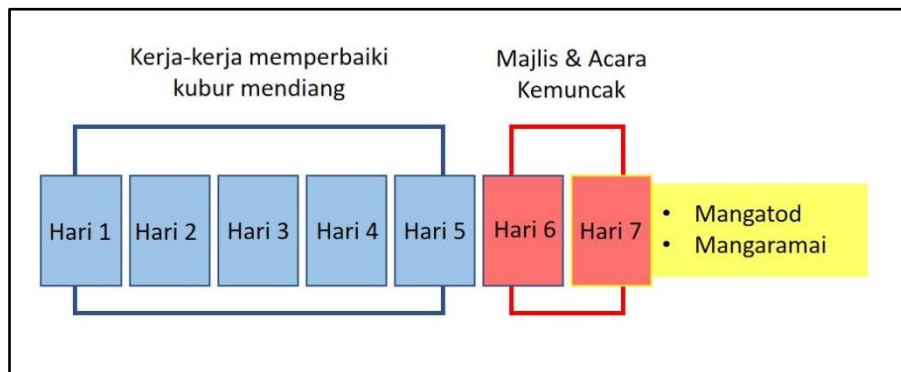 Kerja-kerja memperbaiki
kubur mendiang
Majlis & Acara
Kemuncak
Hari 1
Hari 2
Hari 3
Hari 4
Hari 5
Hari 6
Hari 7
• Mangatod
• Mangaramai